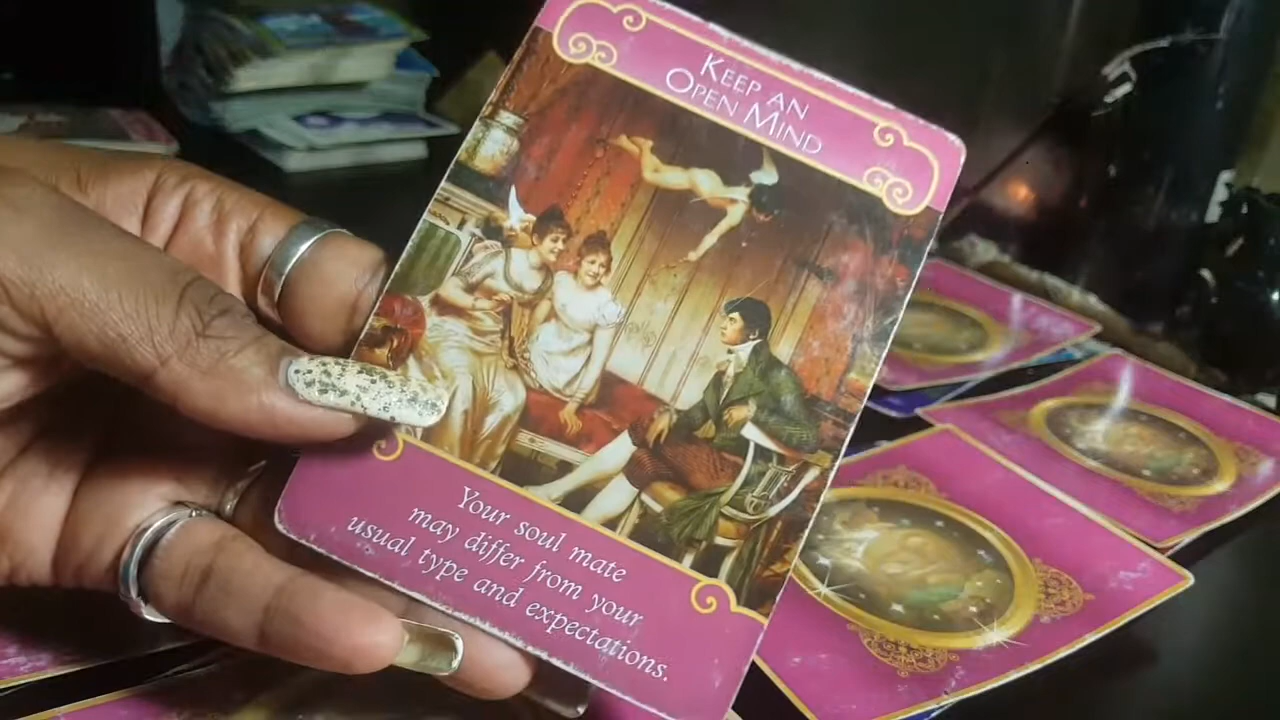 KEEP AN
OPEN MIND
Your soul mate
may differ from your
usual type and expectations.